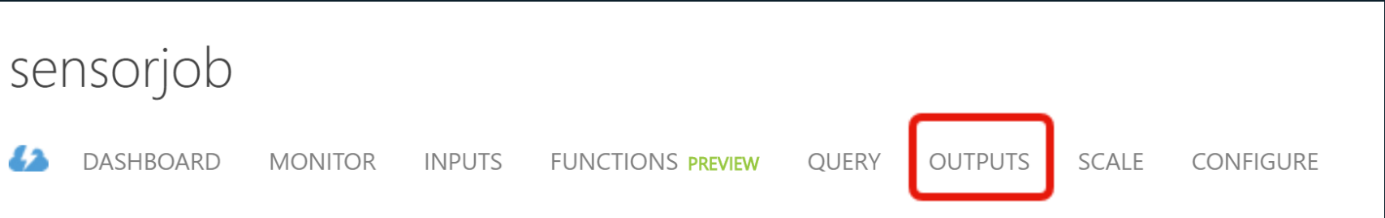 sensorjob
DASHBOARD MONITOR INPUTS FUNCTIONS PREVIEW QUERY OUTPUTS SCALE CONFIGURE